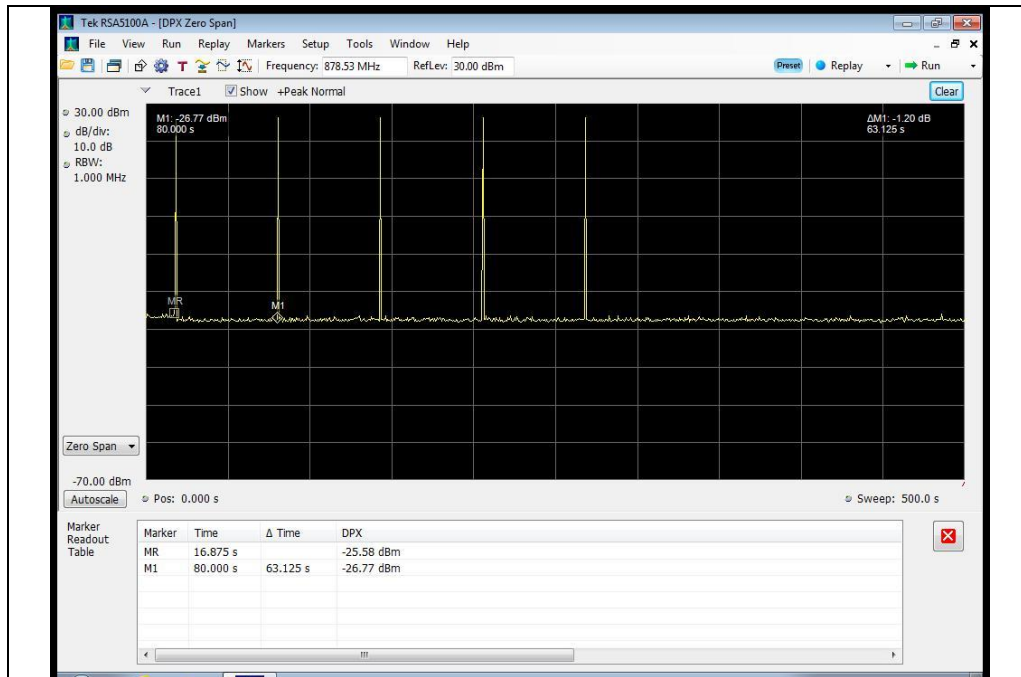 Tek RSA5100A - [DPX Zero Span]
File View Run Replay Markers Setup Tools Window Help
Frequency: 878.53 MHz RefLev: 30.00 dBm Preset Replay Run
Trace1 Show +Peak Normal Clear
30.00 dBm
dB/div:
10.0 dB
RBW:
1.000 MHz
M1: -26.77 dBm
80.000 s
ΔM1: -1.20 dB
63.125 s
MR
M1
Zero Span
-70.00 dBm
Autoscale Pos: 0.000 s Sweep: 500.0 s
Marker
Readout
Table
Marker Time Δ Time DPX
MR 16.875 s -25.58 dBm
M1 80.000 s 63.125 s -26.77 dBm